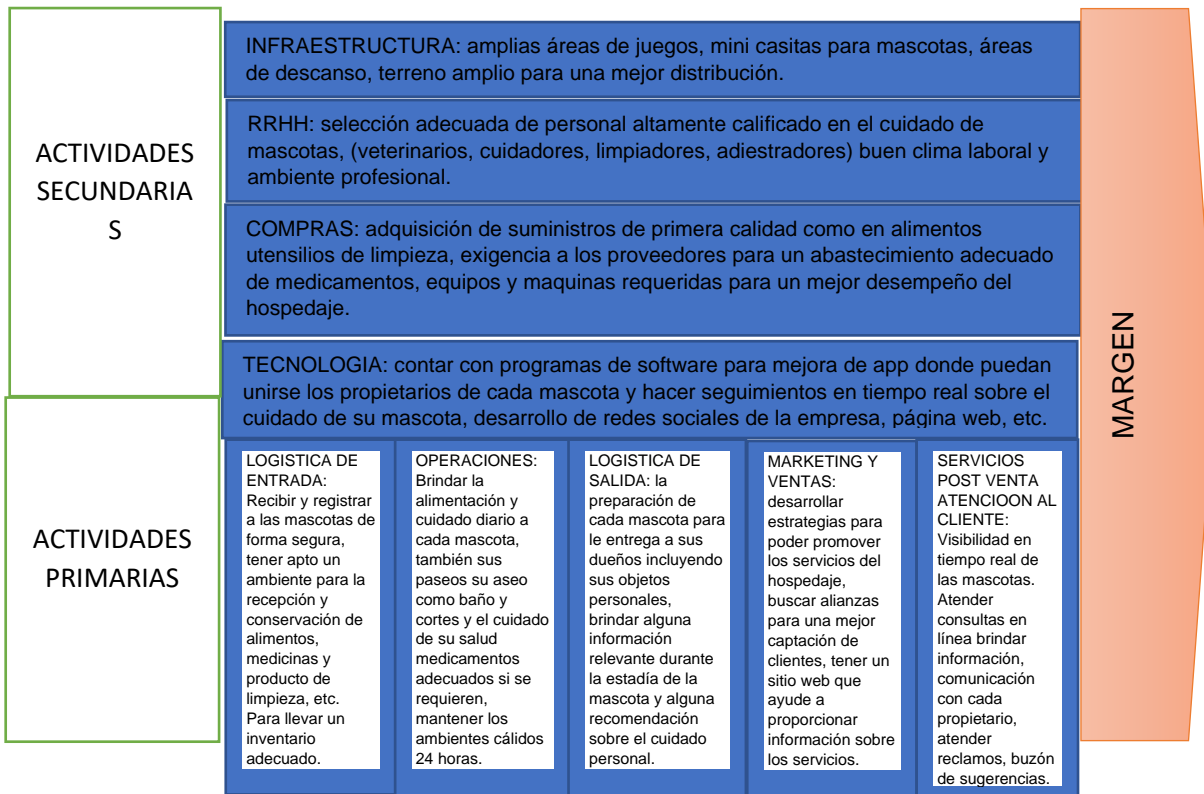 INFRAESTRUCTURA: amplias áreas de juegos, mini casitas para mascotas, áreas
de descanso, terreno amplio para una mejor distribución.
RRHH: selección adecuada de personal altamente calificado en el cuidado de
mascotas, (veterinarios, cuidadores, limpiadores, adiestradores) buen clima laboral y
ambiente profesional.
ACTIVIDADES
SECUNDARIA
S
COMPRAS: adquisición de suministros de primera calidad como en alimentos
utensilios de limpieza, exigencia a los proveedores para un abastecimiento adecuado
de medicamentos, equipos y maquinas requeridas para un mejor desempeño del
hospedaje.
TECNOLOGIA: contar con programas de software para mejora de app donde puedan
unirse los propietarios de cada mascota y hacer seguimientos en tiempo real sobre el
cuidado de su mascota, desarrollo de redes sociales de la empresa, página web, etc.
MARGEN
ACTIVIDADES
PRIMARIAS
LOGISTICA DE
ENTRADA:
Recibir y registrar
a las mascotas de
forma segura,
tener apto un
ambiente para la
recepción y
conservación de
alimentos,
medicinas y
producto de
limpieza, etc.
Para llevar un
inventario
adecuado.
OPERACIONES:
Brindar la
alimentación y
cuidado diario a
cada mascota,
también sus
paseos su aseo
como baño y
cortes y el cuidado
de su salud
medicamentos
adecuados si se
requieren,
mantener los
ambientes cálidos
24 horas.
LOGISTICA DE
SALIDA: la
preparación de
cada mascota para
le entrega a sus
dueños incluyendo
sus objetos
personales,
brindar alguna
información
relevante durante
la estadía de la
mascota y alguna
recomendación
sobre el cuidado
personal.
MARKETING Y
VENTAS:
desarrollar
estrategias para
poder promover
los servicios del
hospedaje,
buscar alianzas
para una mejor
captación de
clientes, tener un
sitio web que
ayude a
proporcionar
información sobre
los servicios.
SERVICIOS
POST VENTA
ATENCIOON AL
CLIENTE:
Visibilidad en
tiempo real de
las mascotas.
Atender
consultas en
línea brindar
información,
comunicación
con cada
propietario,
atender
reclamos, buzón
de sugerencias.